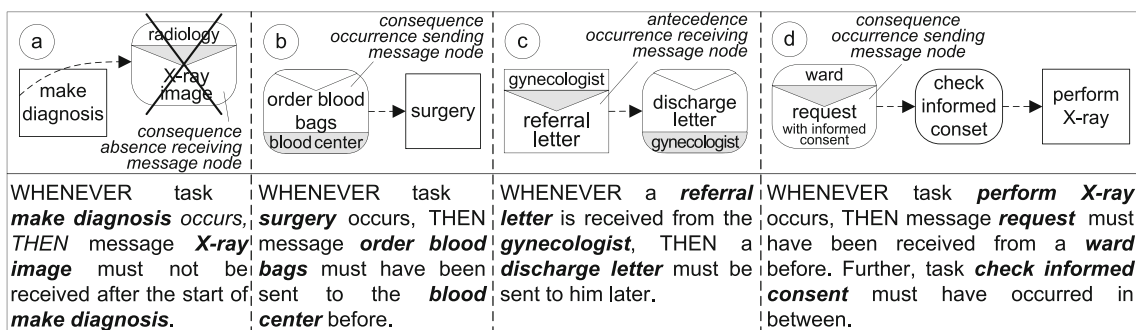 a
radiology
X-ray
image
make
diagnosis
consequence
absence receiving
message node
WHENEVER task
make diagnosis occurs,
THEN message X-ray
image must not be
received after the start of
make diagnosis.
b
consequence
occurrence sending
message node
order blood
bags
blood center
surgery
WHENEVER task
surgery occurs, THEN
message order blood
bags must have been
sent to the blood
center before.
c
antecedence
occurrence receiving
message node
gynecologist
referral
letter
discharge
letter
gynecologist
WHENEVER a referral
letter is received from the
gynecologist, THEN a
discharge letter must be
sent to him later.
d
consequence
occurrence sending
message node
ward
request
with informed
consent
check
informed
conset
perform
X-ray
WHENEVER task perform X-ray
occurs, THEN message request must
have been received from a ward
before. Further, task check informed
consent must have occurred in
between.